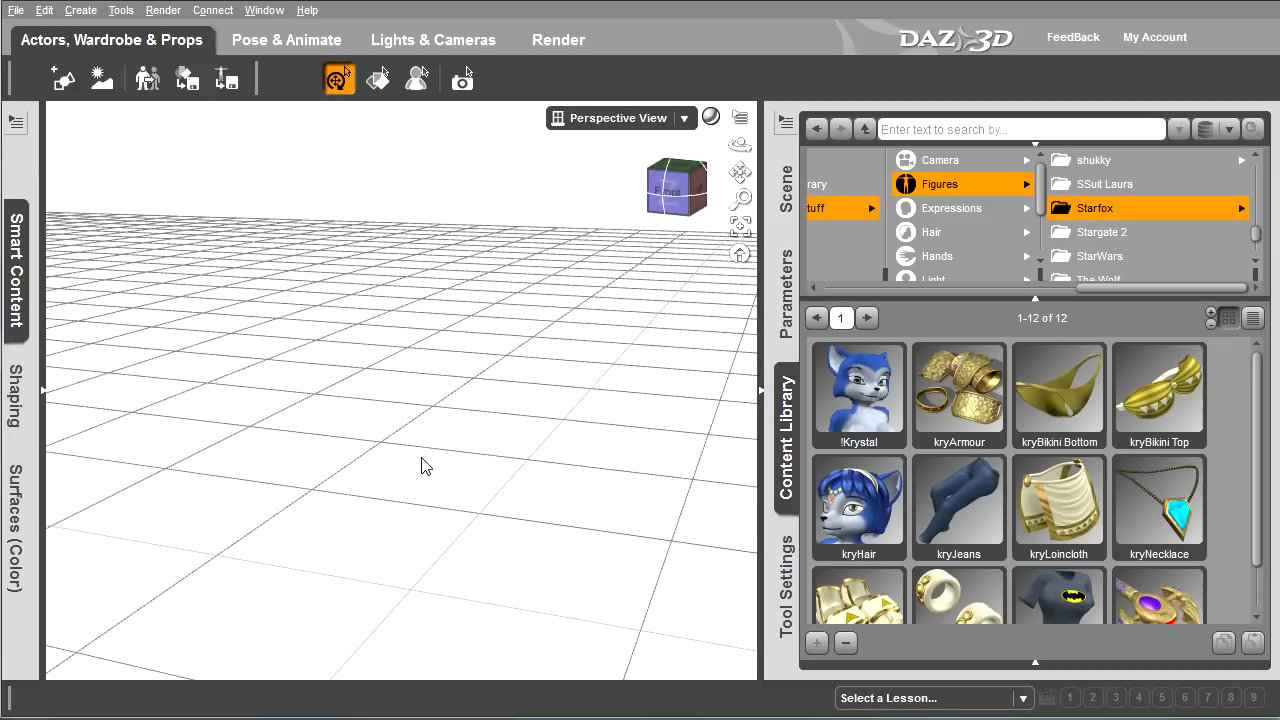 File Edit Create Tools Render Connect Window Help
Actors, Wardrobe & Props Pose & Animate Lights & Cameras Render
DAZ 3D FeedBack My Account
Perspective View
Front
Smart Content
Shaping
Surfaces (Color)
Scene
Parameters
Content Library
Tool Settings
Enter text to search by...
rary
tuff
Camera
Figures
Expressions
Hair
Hands
Light
shukky
SSuit Laura
Starfox
Stargate 2
StarWars
The Wolf
1
1-12 of 12
!Krystal kryArmour kryBikini Bottom kryBikini Top
kryHair kryJeans kryLoincloth kryNecklace
Select a Lesson... 1 2 3 4 5 6 7 8 9